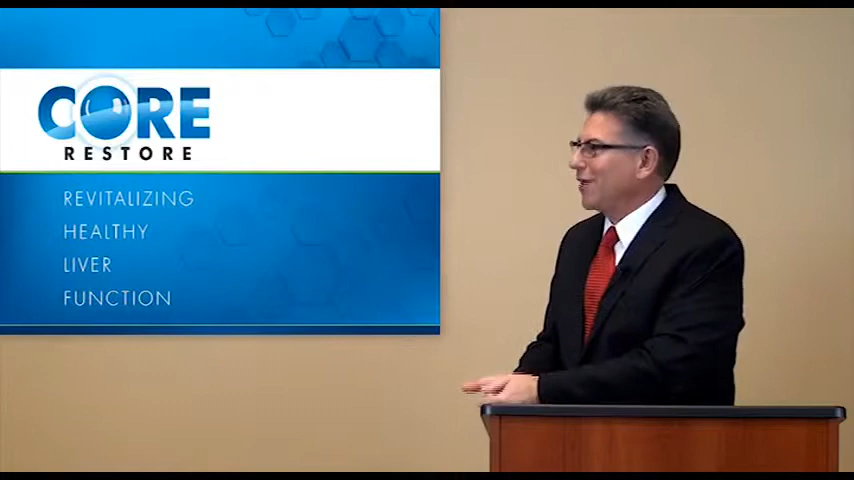 CORE
RESTORE
REVITALIZING
HEALTHY
LIVER
FUNCTION